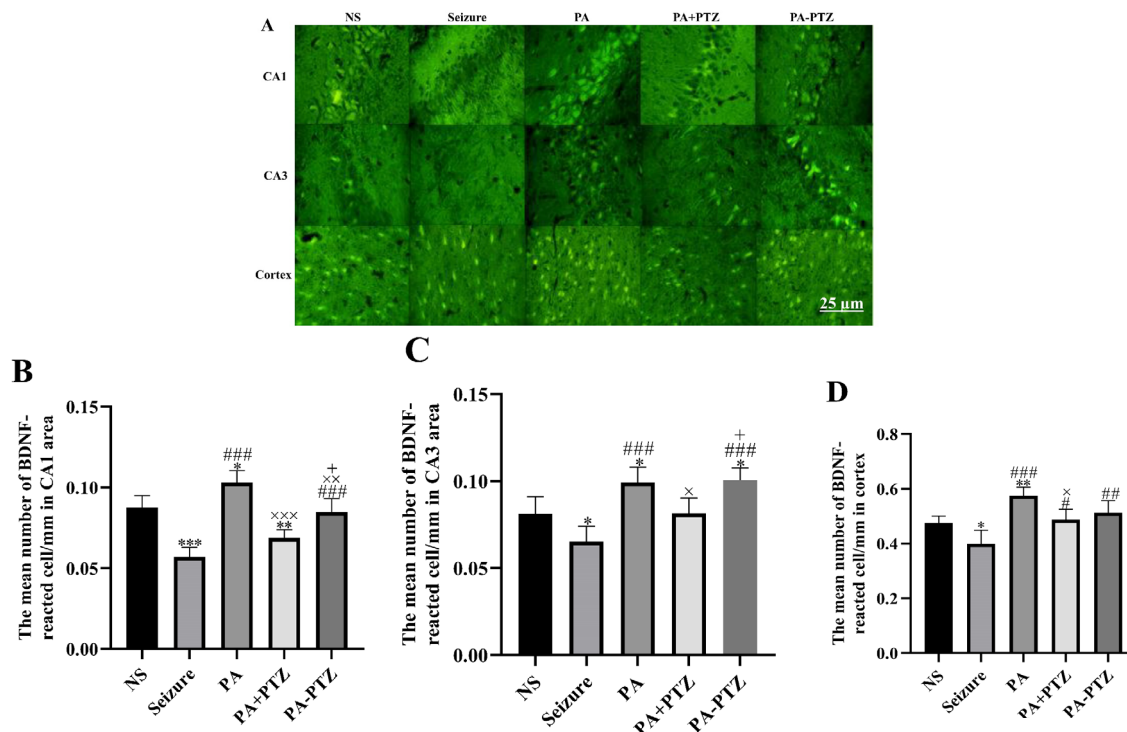 A
NS Seizure PA PA+PTZ PA-PTZ
CA1
CA3
Cortex
25 µm
B
The mean number of BDNF-
reacted cell/mm in CA1 area
0.15
0.10
0.05
0.00
***
###
*
×××
**
+
××
###
NS
Seizure
PA
PA+PTZ
PA-PTZ
C
The mean number of BDNF-
reacted cell/mm in CA3 area
0.15
0.10
0.05
0.00
*
###
*
×
+
###
*
NS
Seizure
PA
PA+PTZ
PA-PTZ
D
The mean number of BDNF-
reacted cell/mm in cortex
0.8
0.6
0.4
0.2
0.0
*
###
**
×
#
##
NS
Seizure
PA
PA+PTZ
PA-PTZ